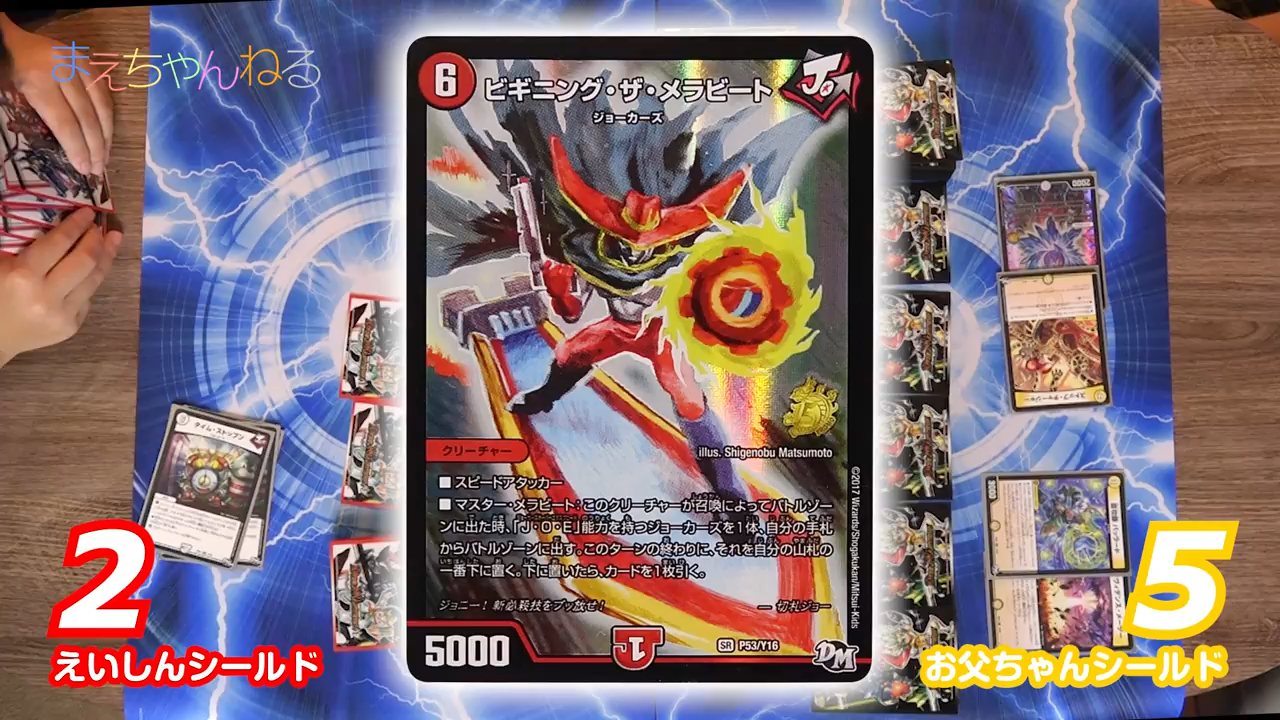 まえちゃんねる
6
ビギニング・ザ・メラビート
ジョーカーズ
Jo
illus. Shigenobu Matsumoto
クリーチャー
■ スピードアタッカー
■ マスター・メラビート：このクリーチャーが召喚によってバトルゾー
ンに出た時、「J・O・E」能力を持つジョーカーズを1体、自分の手札
からバトルゾーンに出す。このターンの終わりに、それを自分の山札の
一番下に置く。下に置いたら、カードを1枚引く。
ジョニー！ 新必殺技をブッ放せ！ ― 切札ジョー
©2017 Wizards/Shogakukan/Mitsui-Kids
5000
SR P53/Y16
DM
タイム・ストップン
2000
2
えいしんシールド
5
お父ちゃんシールド